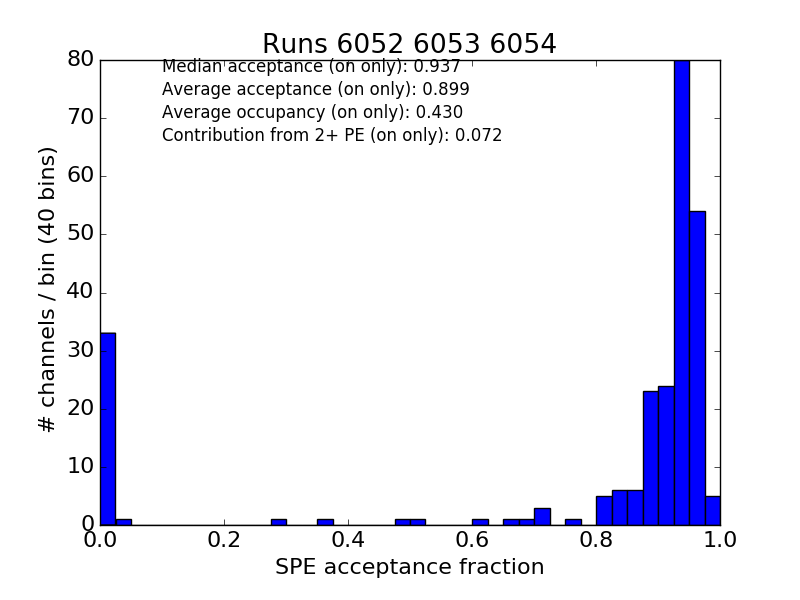 Runs 6052 6053 6054
Median acceptance (on only): 0.937
Average acceptance (on only): 0.899
Average occupancy (on only): 0.430
Contribution from 2+ PE (on only): 0.072
# channels / bin (40 bins)
80
70
60
50
40
30
20
10
0
0.0 0.2 0.4 0.6 0.8 1.0
SPE acceptance fraction